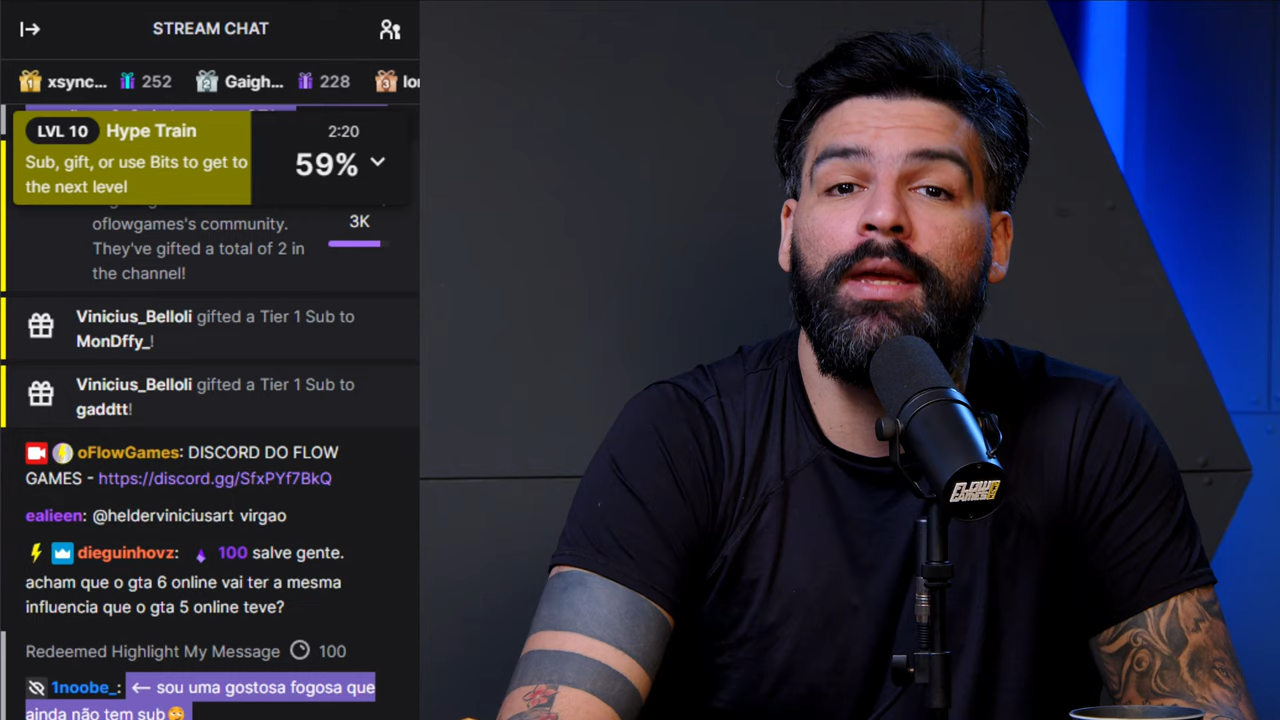 STREAM CHAT
1 xsync... 252 2 Gaigh... 228 3
LVL 10 Hype Train 2:20
Sub, gift, or use Bits to get to
the next level
59%
oflowgames's community.
They've gifted a total of 2 in
the channel!
3K
Vinicius_Belloli gifted a Tier 1 Sub to
MonDffy_!
Vinicius_Belloli gifted a Tier 1 Sub to
gaddtt!
oFlowGames: DISCORD DO FLOW
GAMES - https://discord.gg/SfxPYf7BkQ
ealieen: @helderviniciusart virgao
dieguinhovz: 100 salve gente.
acham que o gta 6 online vai ter a mesma
influencia que o gta 5 online teve?
Redeemed Highlight My Message 100
1noobe_: ← sou uma gostosa fogosa que
ainda não tem sub🙄
FLOW
GAMES